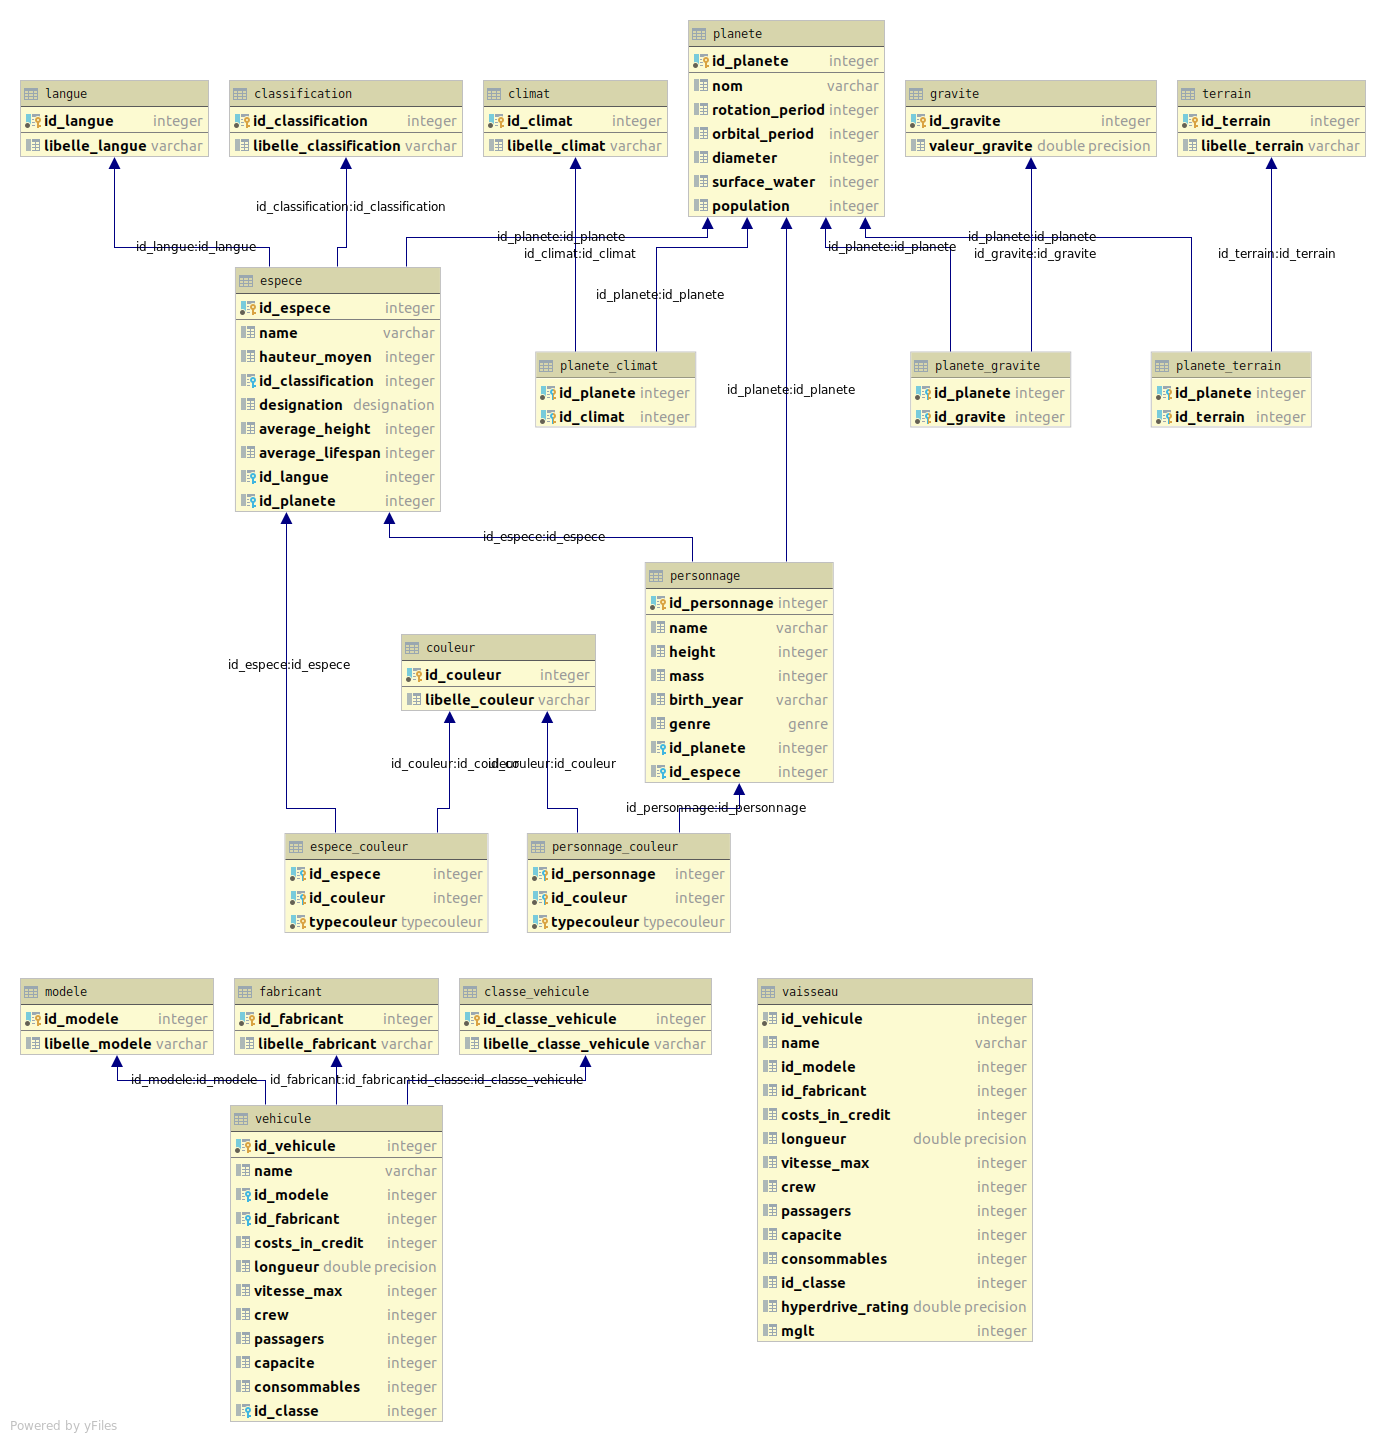 planete
id_planete integer
nom varchar
rotation_period integer
orbital_period integer
diameter integer
surface_water integer
population integer
langue
id_langue integer
libelle_langue varchar
classification
id_classification integer
libelle_classification varchar
climat
id_climat integer
libelle_climat varchar
gravite
id_gravite integer
valeur_gravite double precision
terrain
id_terrain integer
libelle_terrain varchar
id_classification:id_classification
id_langue:id_langue
id_planete:id_planete
id_climat:id_climat
id_planete:id_planete
id_planete:id_planete
id_planete:id_planete
id_gravite:id_gravite
id_terrain:id_terrain
espece
id_espece integer
name varchar
hauteur_moyen integer
id_classification integer
designation designation
average_height integer
average_lifespan integer
id_langue integer
id_planete integer
planete_climat
id_planete integer
id_climat integer
id_planete:id_planete
planete_gravite
id_planete integer
id_gravite integer
planete_terrain
id_planete integer
id_terrain integer
id_espece:id_espece
personnage
id_personnage integer
name varchar
height integer
mass integer
birth_year varchar
genre genre
id_planete integer
id_espece integer
id_espece:id_espece
couleur
id_couleur integer
libelle_couleur varchar
id_couleur:id_couleur
id_couleur:id_couleur
id_personnage:id_personnage
espece_couleur
id_espece integer
id_couleur integer
typecouleur typecouleur
personnage_couleur
id_personnage integer
id_couleur integer
typecouleur typecouleur
modele
id_modele integer
libelle_modele varchar
fabricant
id_fabricant integer
libelle_fabricant varchar
classe_vehicule
id_classe_vehicule integer
libelle_classe_vehicule varchar
id_modele:id_modele
id_fabricant:id_fabricant
id_classe:id_classe_vehicule
vehicule
id_vehicule integer
name varchar
id_modele integer
id_fabricant integer
costs_in_credit integer
longueur double precision
vitesse_max integer
crew integer
passagers integer
capacite integer
consommables integer
id_classe integer
vaisseau
id_vehicule integer
name varchar
id_modele integer
id_fabricant integer
costs_in_credit integer
longueur double precision
vitesse_max integer
crew integer
passagers integer
capacite integer
consommables integer
id_classe integer
hyperdrive_rating double precision
mglt integer
Powered by yFiles